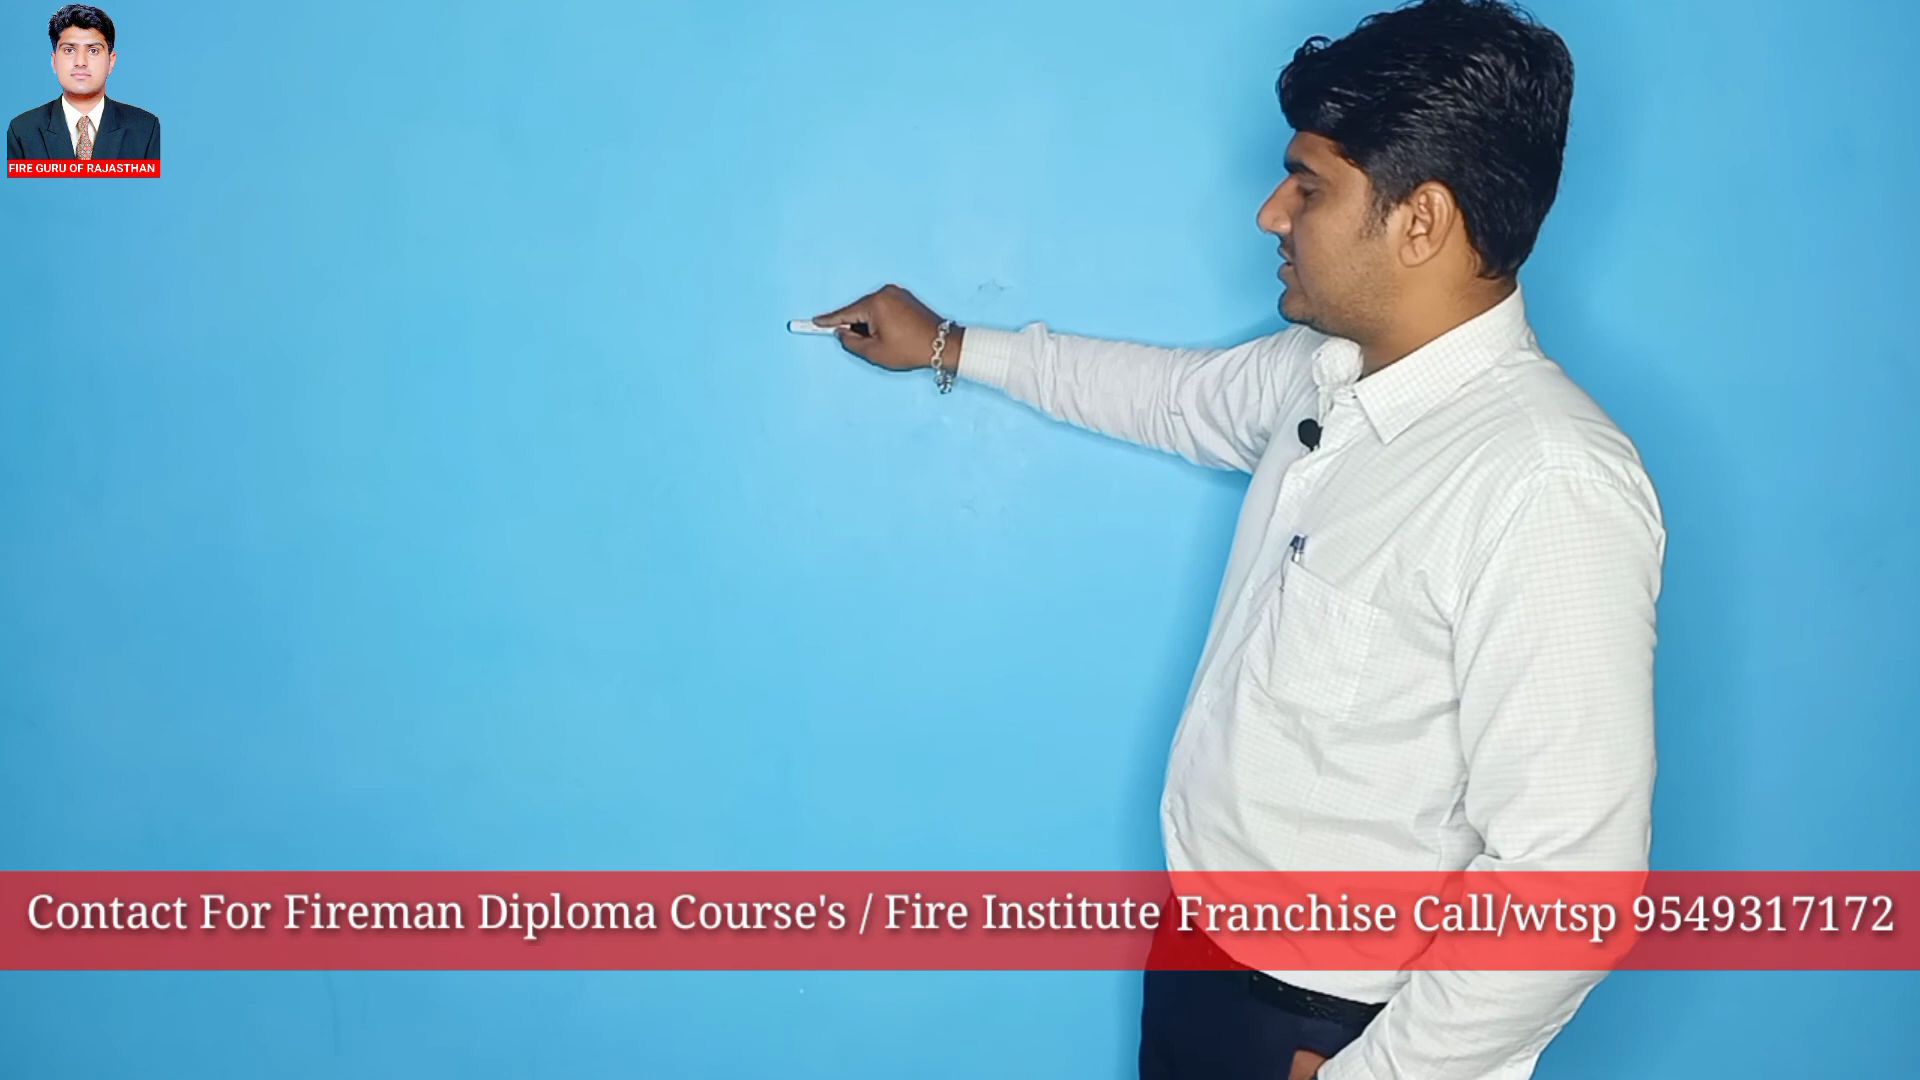 FIRE GURU OF RAJASTHAN
Contact For Fireman Diploma Course's / Fire Institute Franchise Call/wtsp 9549317172